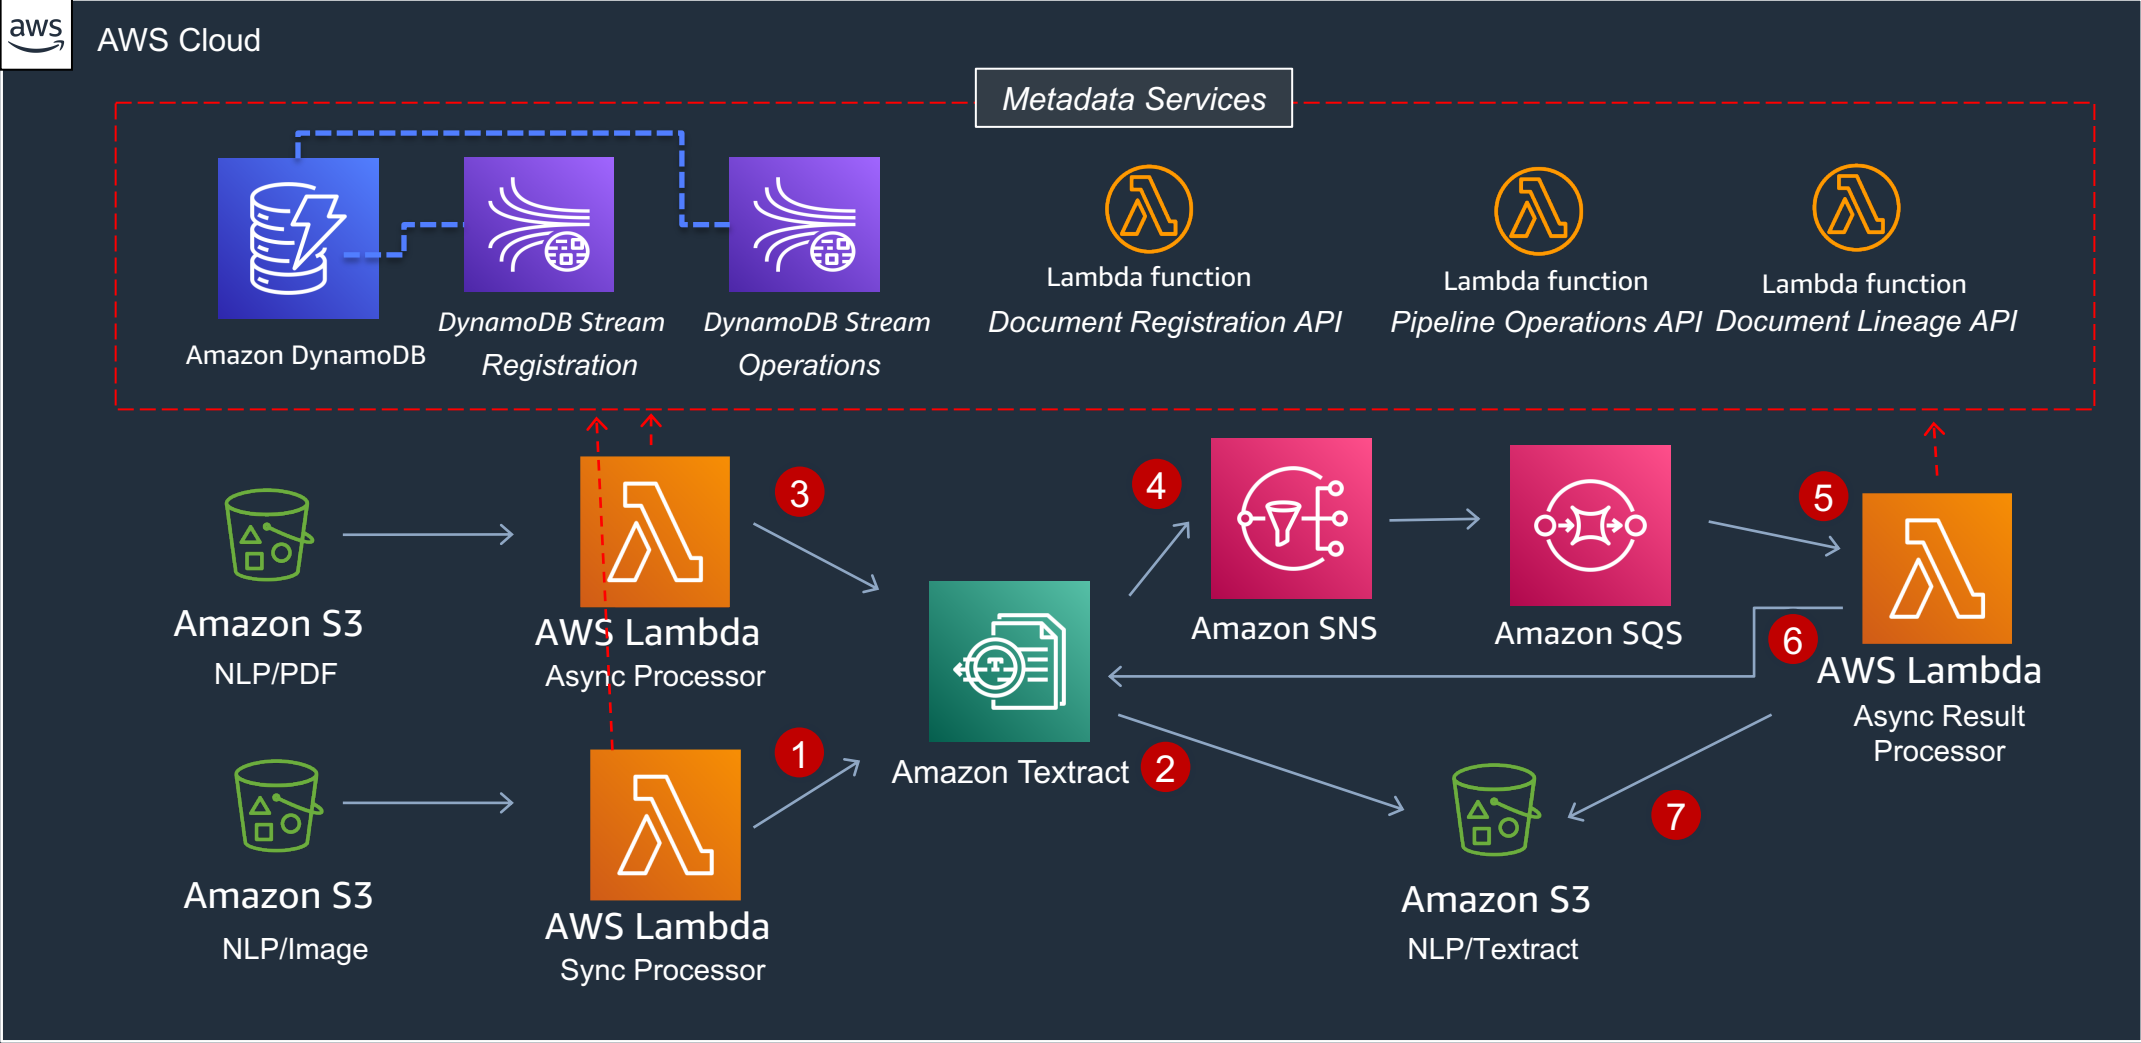 aws
AWS Cloud
Metadata Services
Amazon DynamoDB
DynamoDB Stream
Registration
DynamoDB Stream
Operations
Lambda function
Document Registration API
Lambda function
Pipeline Operations API
Lambda function
Document Lineage API
Amazon S3
NLP/PDF
AWS Lambda
Async Processor
3
4
Amazon SNS
Amazon SQS
5
6
AWS Lambda
Async Result
Processor
Amazon S3
NLP/Image
AWS Lambda
Sync Processor
1
T
Amazon Textract
2
Amazon S3
NLP/Textract
7